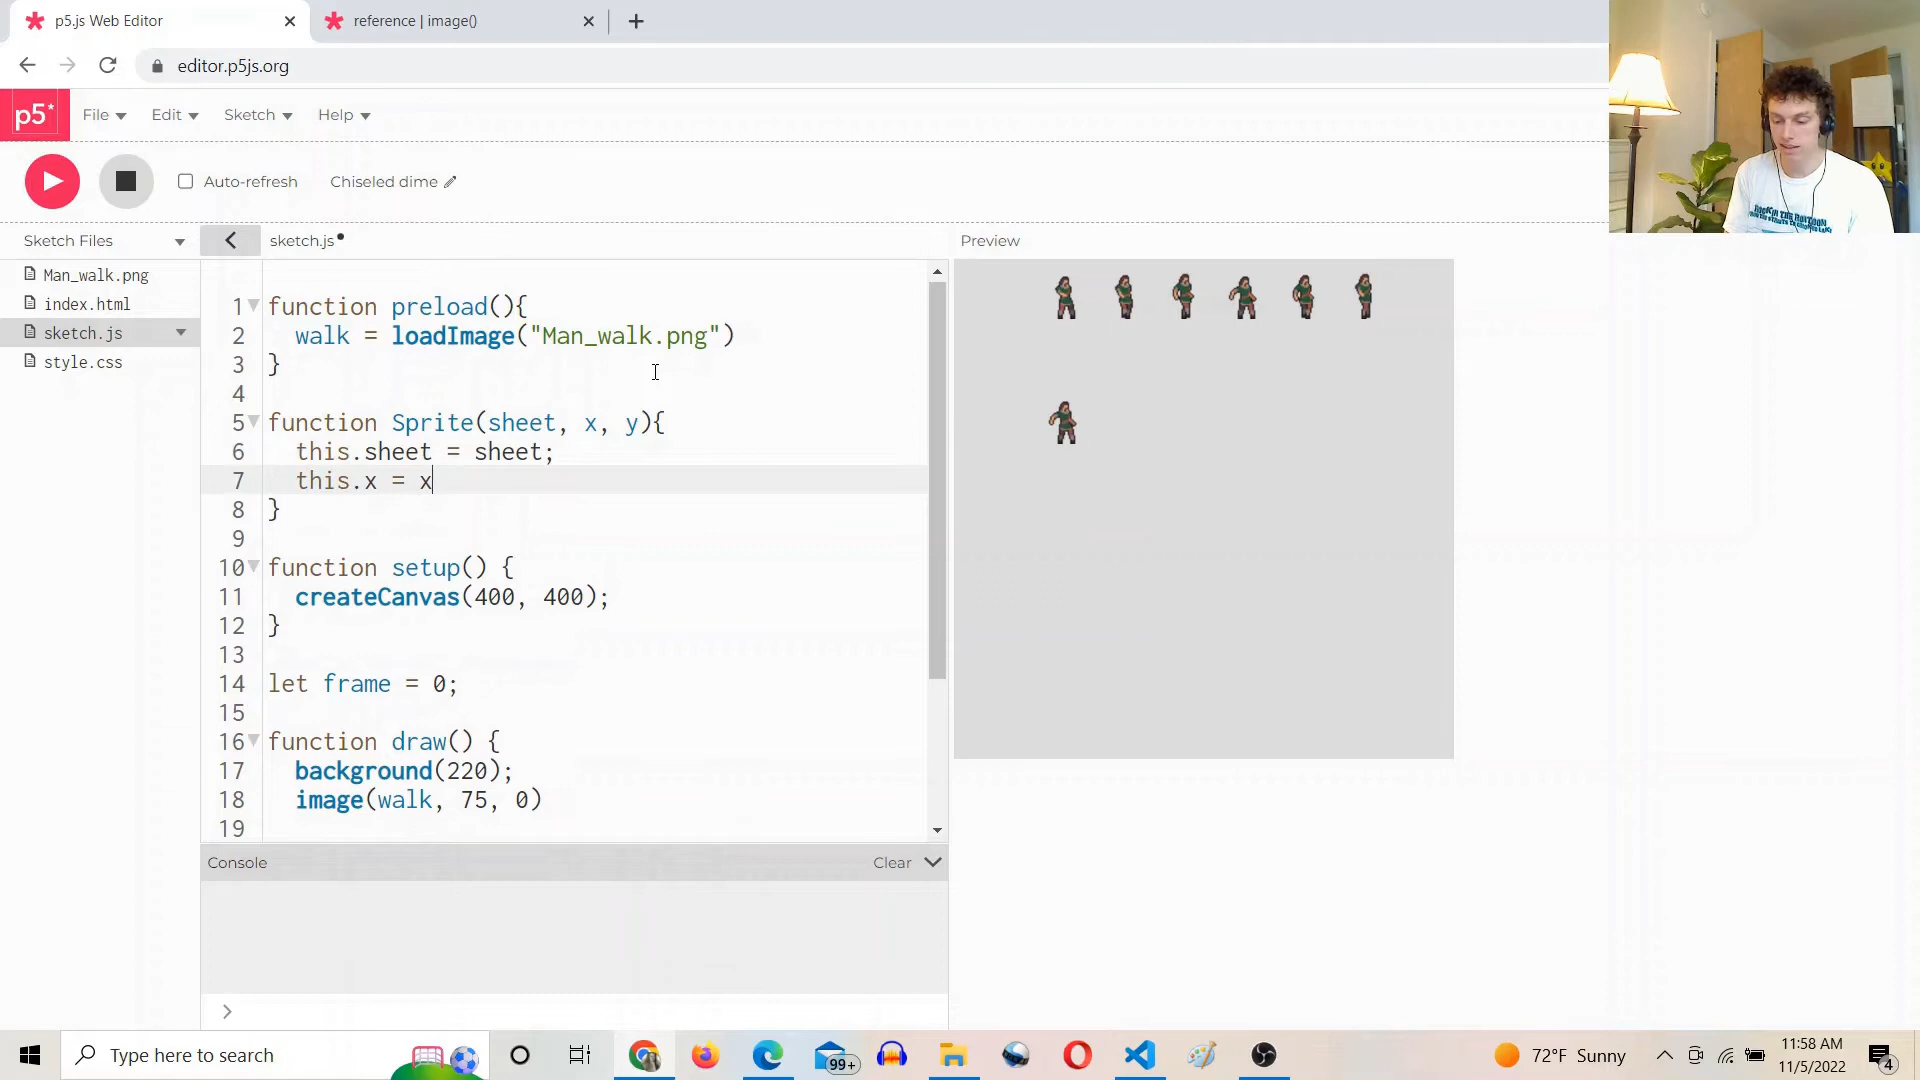 p5.js Web Editor
reference | image()
editor.p5js.org
p5*
File
Edit
Sketch
Help
Auto-refresh
Chiseled dime
Sketch Files
sketch.js
Preview
Man_walk.png
index.html
sketch.js
style.css
1 function preload(){
2 walk = loadImage("Man_walk.png")
3 }
4
5 function Sprite(sheet, x, y){
6 this.sheet = sheet;
7 this.x = x
8 }
9
10 function setup() {
11 createCanvas(400, 400);
12 }
13
14 let frame = 0;
15
16 function draw() {
17 background(220);
18 image(walk, 75, 0)
19
Console
Clear
>
Type here to search
99+
72°F Sunny
11:58 AM
11/5/2022
4